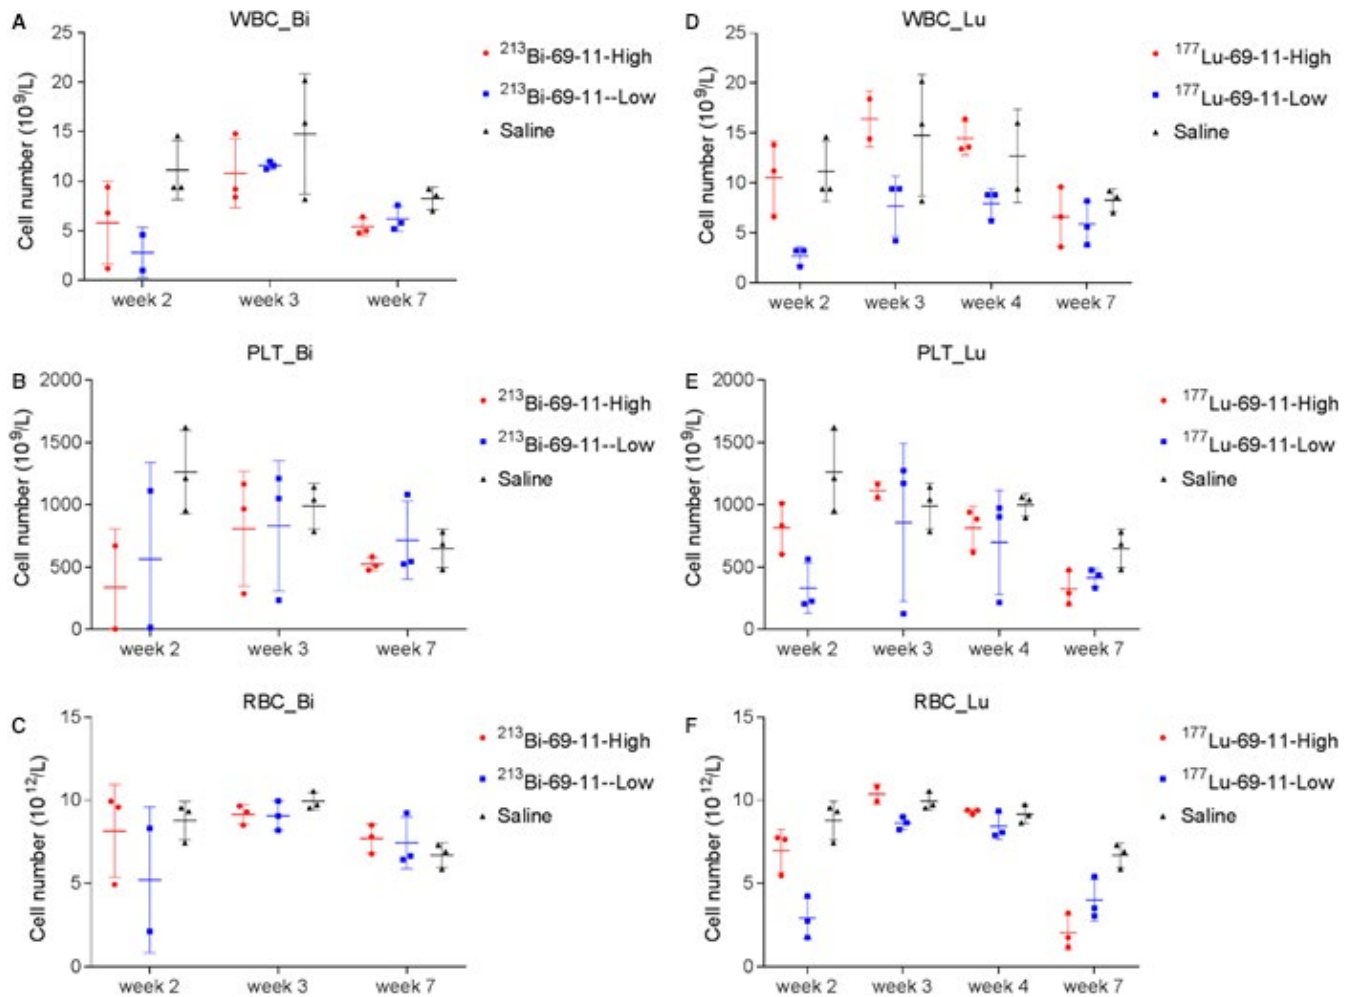 A
WBC_Bi
25
20
15
10
5
0
Cell number (10⁹/L)
week 2
week 3
week 7
²¹³Bi-69-11-High
²¹³Bi-69-11--Low
Saline
D
WBC_Lu
25
20
15
10
5
0
Cell number (10⁹/L)
week 2
week 3
week 4
week 7
¹⁷⁷Lu-69-11-High
¹⁷⁷Lu-69-11-Low
Saline
B
PLT_Bi
2000
1500
1000
500
0
Cell number (10⁹/L)
week 2
week 3
week 7
²¹³Bi-69-11-High
²¹³Bi-69-11--Low
Saline
E
PLT_Lu
2000
1500
1000
500
0
Cell number (10⁹/L)
week 2
week 3
week 4
week 7
¹⁷⁷Lu-69-11-High
¹⁷⁷Lu-69-11-Low
Saline
C
RBC_Bi
15
10
5
0
Cell number (10¹²/L)
week 2
week 3
week 7
²¹³Bi-69-11-High
²¹³Bi-69-11--Low
Saline
F
RBC_Lu
15
10
5
0
Cell number (10¹²/L)
week 2
week 3
week 4
week 7
¹⁷⁷Lu-69-11-High
¹⁷⁷Lu-69-11-Low
Saline